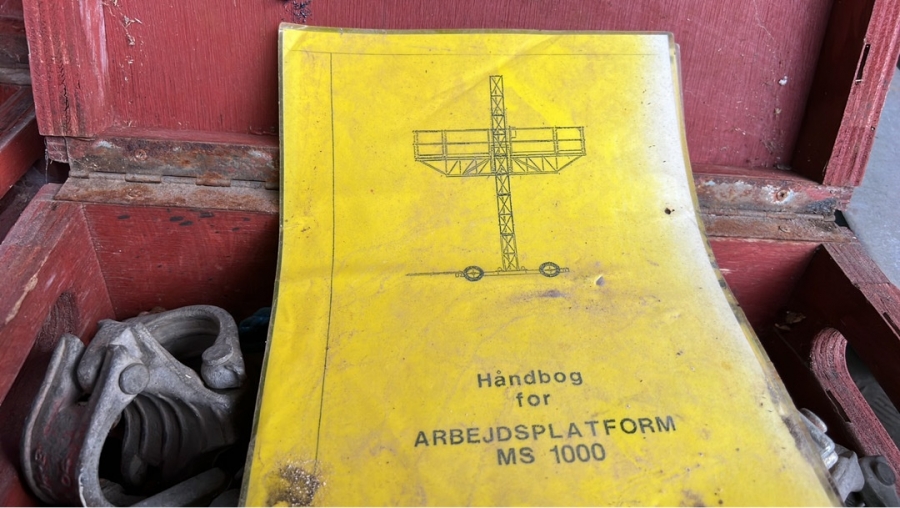 Håndbog
for
ARBEJDSPLATFORM
MS 1000